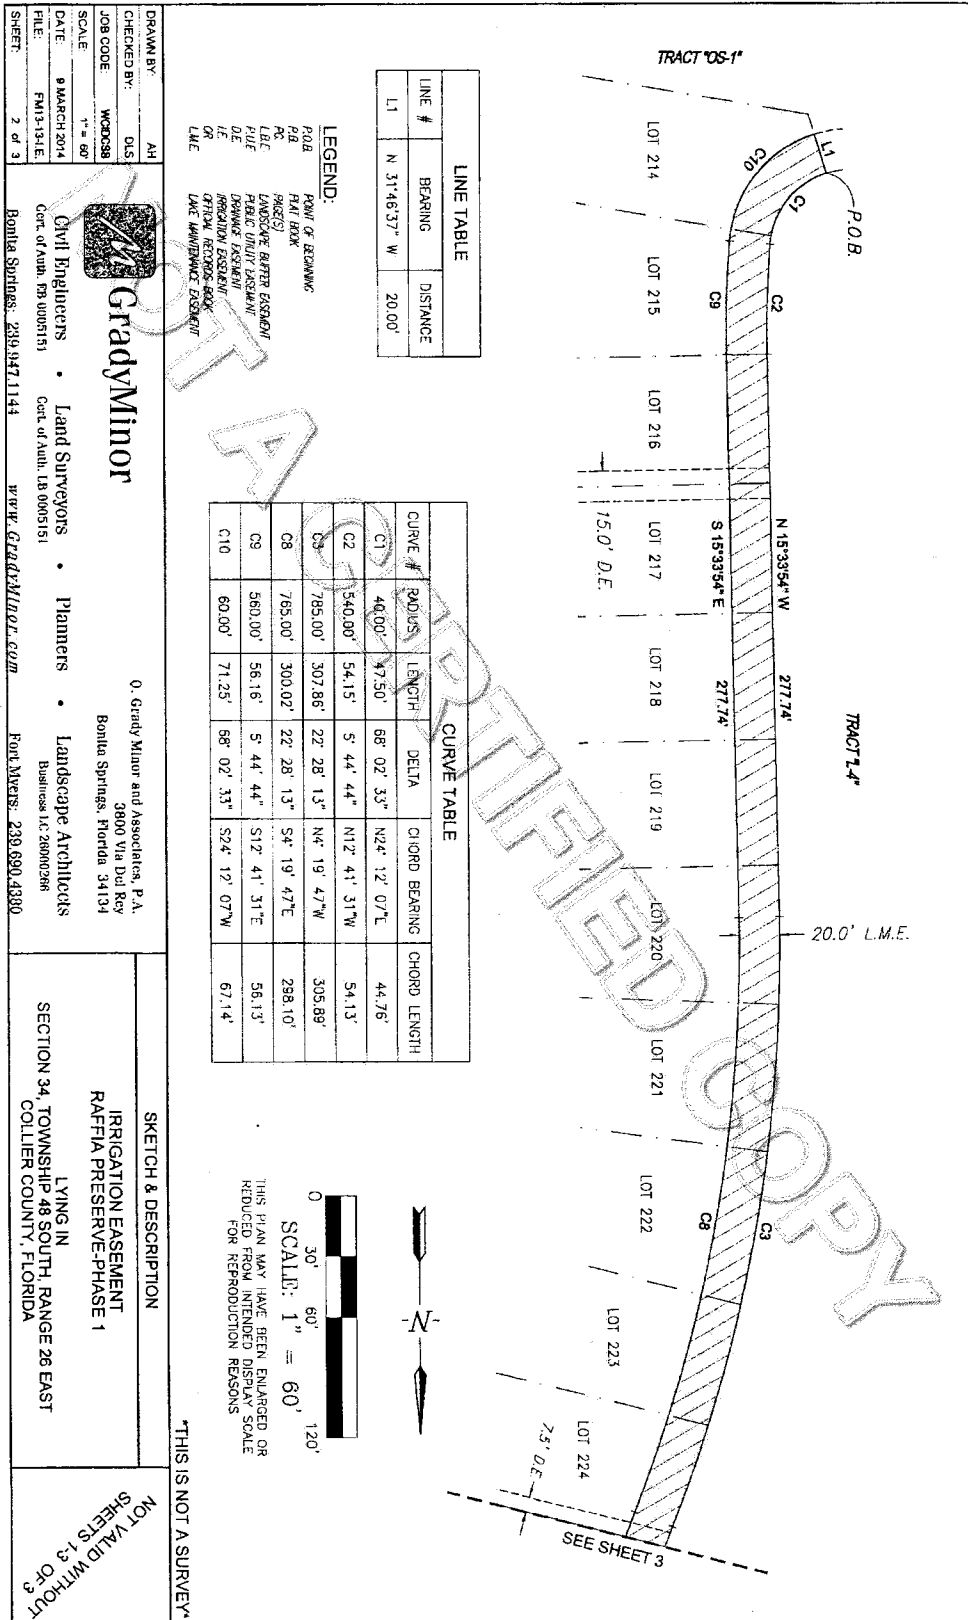 TRACT "OS-1"
P.O.B.
L1
C1
C10
C2
C9
N 15°33'54" W 277.74'
S 15°33'54" E 277.74'
TRACT "L-4"
20.0' L.M.E.
C3
C8
LOT 214
LOT 215
LOT 216
LOT 217
LOT 218
LOT 219
LOT 220
LOT 221
LOT 222
LOT 223
LOT 224
15.0' D.E.
7.5' D.E.
SEE SHEET 3
LINE TABLE
LINE # BEARING DISTANCE
L1 N 31°46'37" W 20.00'
LEGEND:
P.O.B. POINT OF BEGINNING
P.B. PLAT BOOK
PG. PAGE(S)
L.B.E. LANDSCAPE BUFFER EASEMENT
P.U.E. PUBLIC UTILITY EASEMENT
D.E. DRAINAGE EASEMENT
I.E. IRRIGATION EASEMENT
OR OFFICIAL RECORDS BOOK
L.M.E. LAKE MAINTENANCE EASEMENT
CURVE TABLE
CURVE # RADIUS LENGTH DELTA CHORD BEARING CHORD LENGTH
C1 40.00' 47.50' 68° 02' 33" N24° 12' 07"E 44.76'
C2 540.00' 54.15' 5° 44' 44" N12° 41' 31"W 54.13'
C3 785.00' 307.86' 22° 28' 13" N4° 19' 47"W 305.89'
C8 765.00' 300.02' 22° 28' 13" S4° 19' 47"E 298.10'
C9 560.00' 56.16' 5° 44' 44" S12° 41' 31"E 56.13'
C10 60.00' 71.25' 68° 02' 33" S24° 12' 07"W 67.14'
-N-
0 30' 60' 120'
SCALE: 1" = 60'
THIS PLAN MAY HAVE BEEN ENLARGED OR
REDUCED FROM INTENDED DISPLAY SCALE
FOR REPRODUCTION REASONS
*THIS IS NOT A SURVEY*
NOT A CERTIFIED COPY
DRAWN BY: AH
CHECKED BY: DLS
JOB CODE: WCIDCSB
SCALE: 1" = 60'
DATE: 9 MARCH 2014
FILE: FM13-13-I.E.
SHEET: 2 of 3
GradyMinor
Q. Grady Minor and Associates, P.A.
3800 Via Del Rey
Bonita Springs, Florida 34134
Civil Engineers • Land Surveyors • Planners • Landscape Architects
Cert. of Auth. EB 0005151 Cert. of Auth. LB 0005151 Business LC 26000266
Bonita Springs: 239.947.1144 www.GradyMinor.com Fort Myers: 239.690.4380
SKETCH & DESCRIPTION
IRRIGATION EASEMENT
RAFFIA PRESERVE-PHASE 1
LYING IN
SECTION 34, TOWNSHIP 48 SOUTH, RANGE 26 EAST
COLLIER COUNTY, FLORIDA
NOT VALID WITHOUT
SHEETS 1-3 OF 3